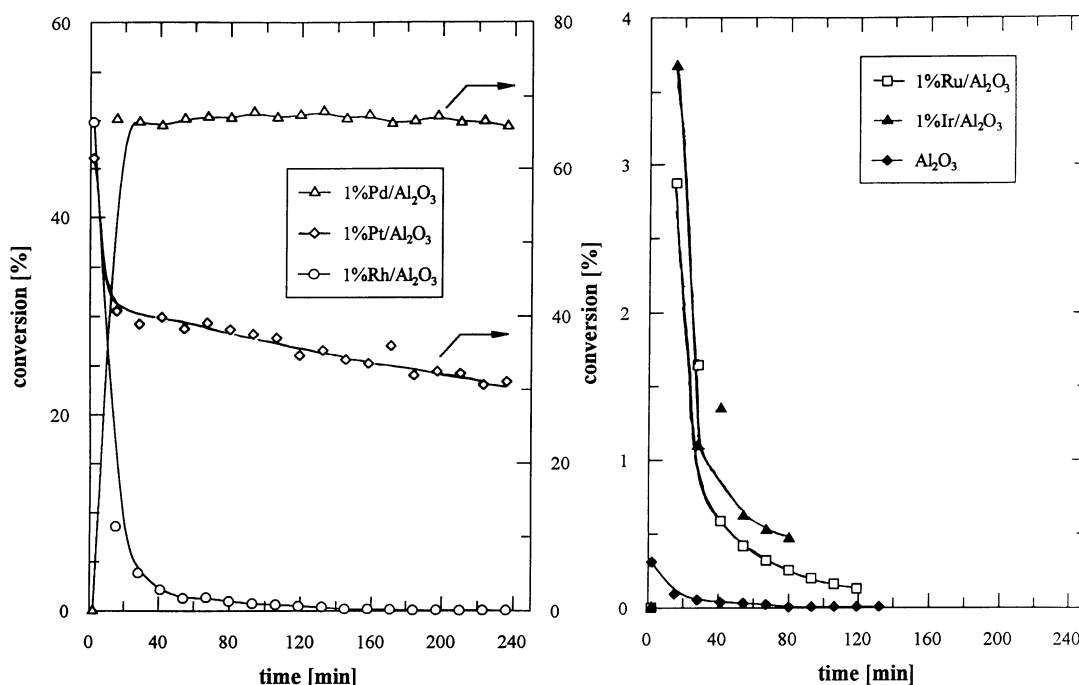 60
40
20
0
conversion [%]
80
60
40
20
0
1%Pd/Al₂O₃
1%Pt/Al₂O₃
1%Rh/Al₂O₃
0 40 80 120 160 200 240
time [min]
4
3
2
1
0
conversion [%]
1%Ru/Al₂O₃
1%Ir/Al₂O₃
Al₂O₃
0 40 80 120 160 200 240
time [min]